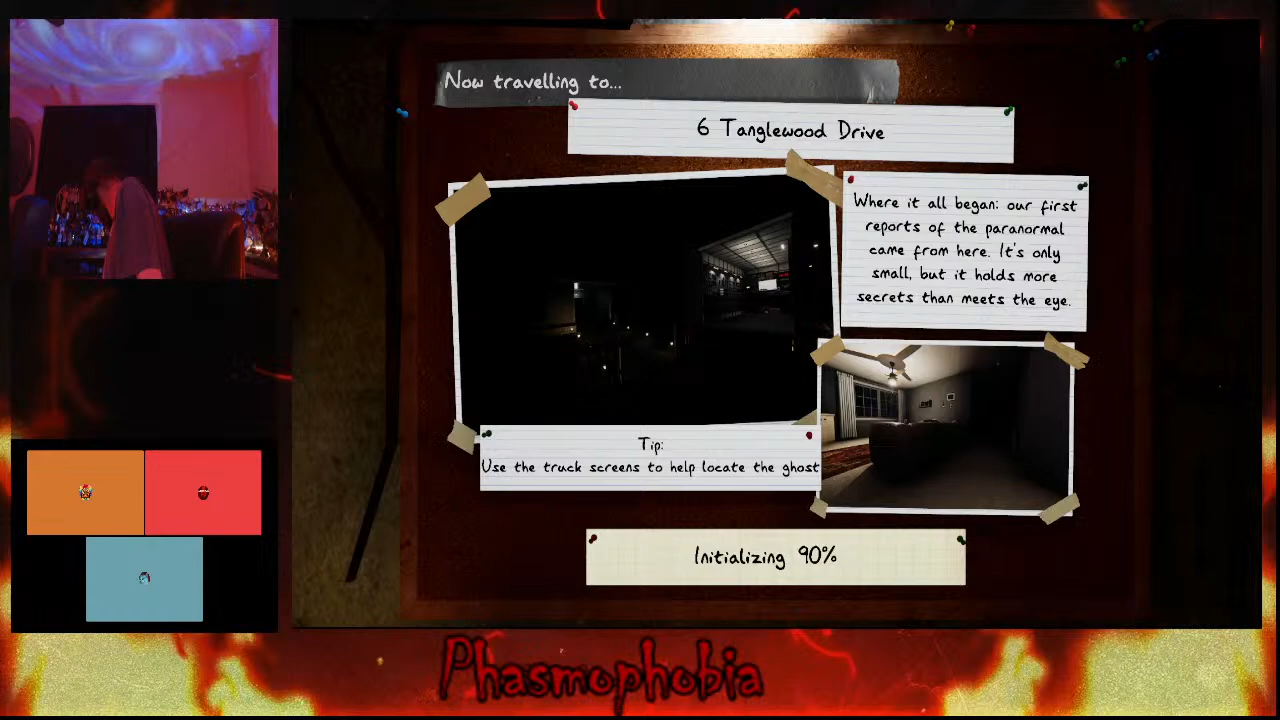 Now travelling to...
6 Tanglewood Drive
Where it all began: our first
reports of the paranormal
came from here. It's only
small, but it holds more
secrets than meets the eye.
Tip:
Use the truck screens to help locate the ghost
Initializing 90%
Phasmophobia